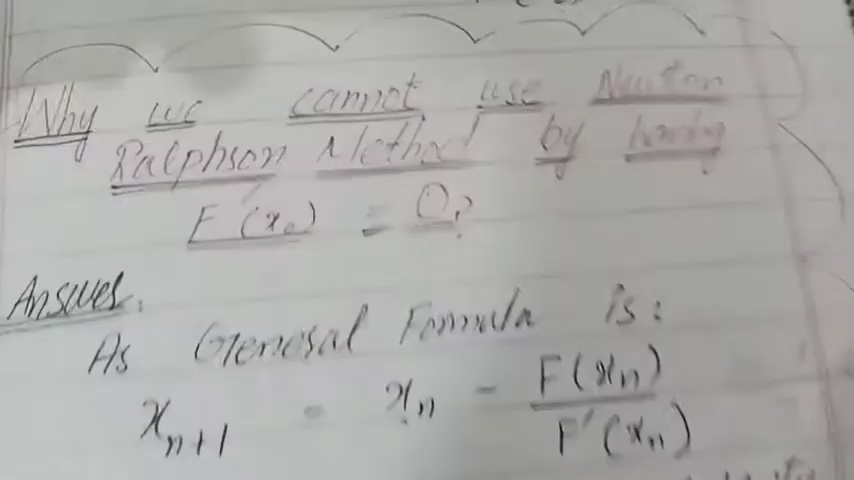 Why we cannot use Newton
Ralphson Method by having
F'(x₀) = 0?
Answer:
As General Formula is:
xₙ₊₁ = xₙ - F(xₙ) / F'(xₙ)